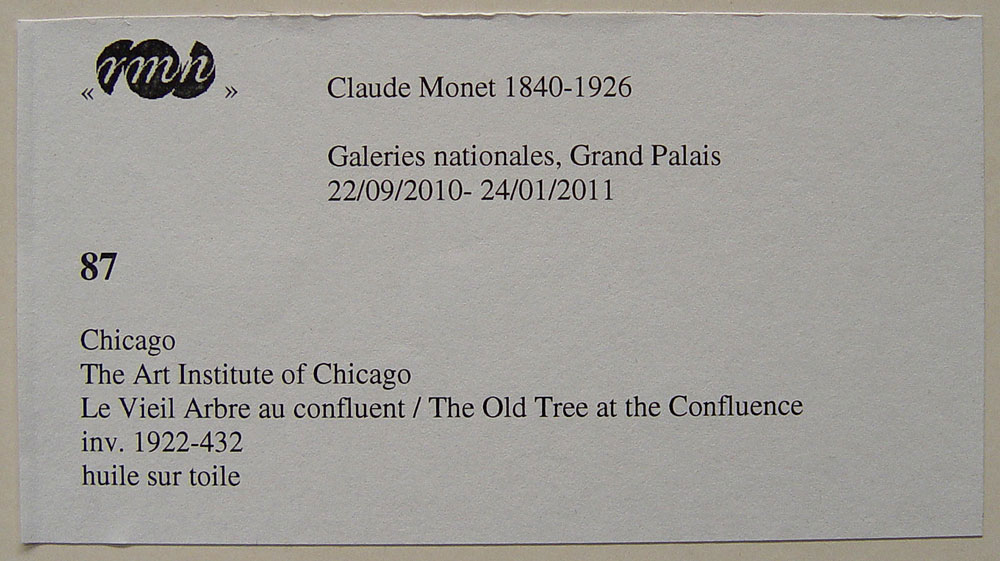 « rmn »
Claude Monet 1840-1926
Galeries nationales, Grand Palais
22/09/2010- 24/01/2011
87
Chicago
The Art Institute of Chicago
Le Vieil Arbre au confluent / The Old Tree at the Confluence
inv. 1922-432
huile sur toile